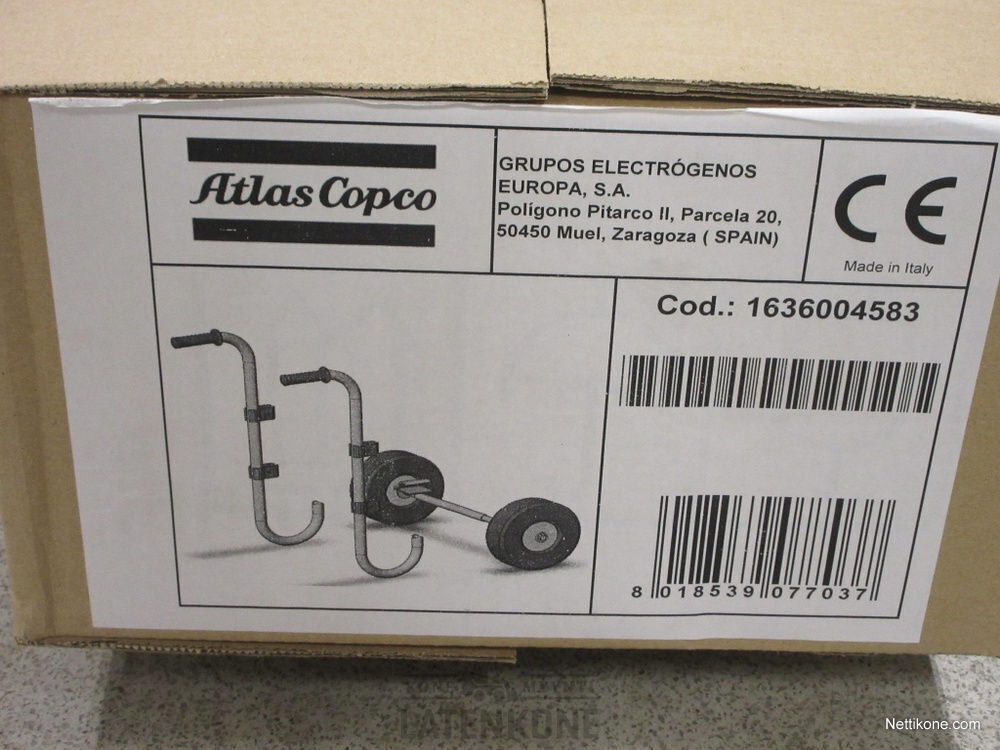 Atlas Copco
GRUPOS ELECTRÓGENOS
EUROPA, S.A.
Polígono Pitarco II, Parcela 20,
50450 Muel, Zaragoza ( SPAIN)
CE
Made in Italy
Cod.: 1636004583
8 018539 077037
LATENKONE
Nettikone.com